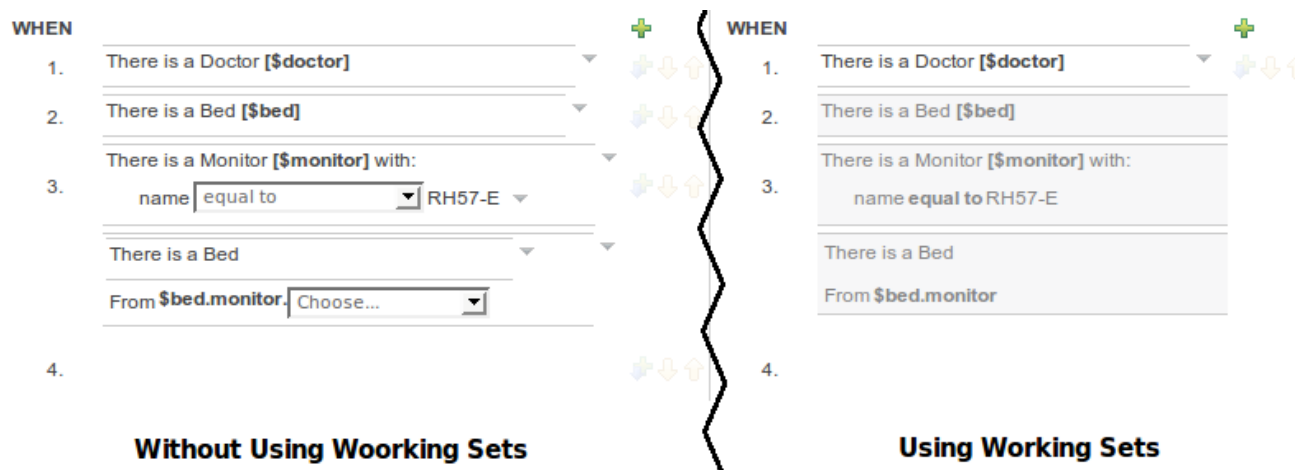 WHEN
1. There is a Doctor [$doctor]
2. There is a Bed [$bed]
There is a Monitor [$monitor] with:
3.
name equal to RH57-E
There is a Bed
From $bed.monitor. Choose...
4.
Without Using Woorking Sets
WHEN
1. There is a Doctor [$doctor]
2. There is a Bed [$bed]
There is a Monitor [$monitor] with:
3.
name equal to RH57-E
There is a Bed
From $bed.monitor
4.
Using Working Sets